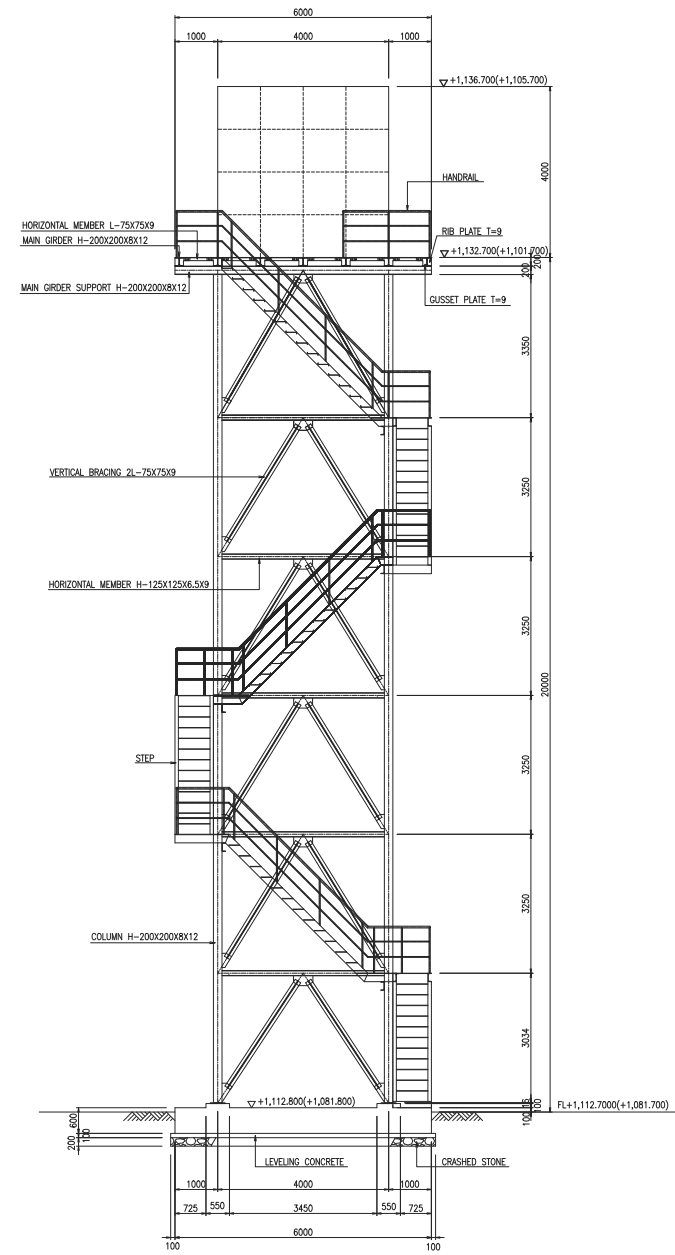 6000
1000 4000 1000
+1,136.700(+1,105.700)
4000
HANDRAIL
HORIZONTAL MEMBER L-75X75X9
RIB PLATE T=9
MAIN GIRDER H-200X200X8X12
+1,132.700(+1,101.700)
200
200
MAIN GIRDER SUPPORT H-200X200X8X12
GUSSET PLATE T=9
3350
VERTICAL BRACING 2L-75X75X9
3250
HORIZONTAL MEMBER H-125X125X6.5X9
3250
20000
STEP
3250
COLUMN H-200X200X8X12
3250
3034
+1,112.800(+1,081.800)
100
100
FL+1,112.7000(+1,081.700)
600
100
200
LEVELING CONCRETE
CRASHED STONE
1000 4000 1000
725 550 3450 550 725
100 6000 100